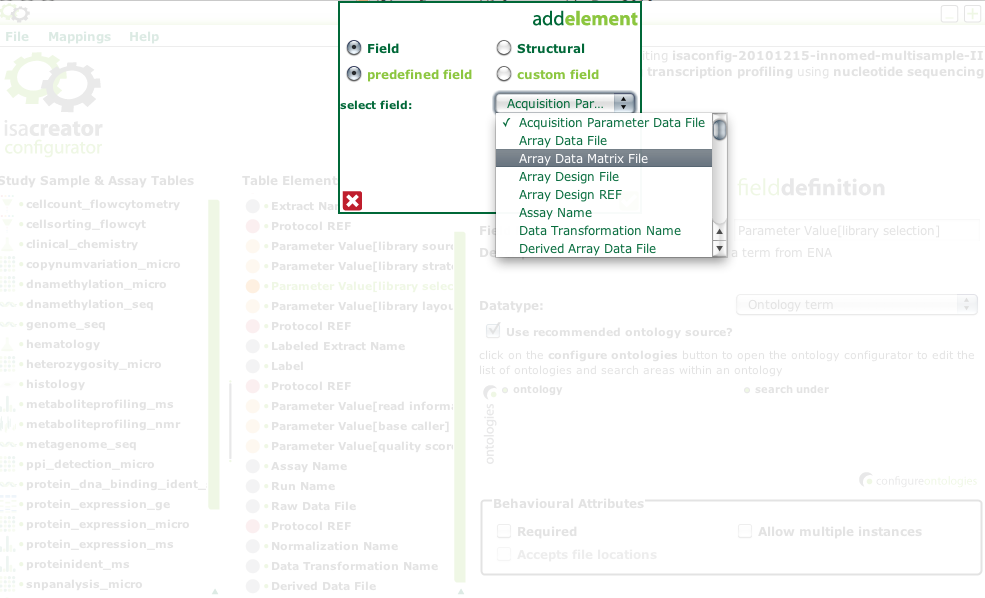 addelement
Field
Structural
predefined field
custom field
select field:
Acquisition Par...
✓ Acquisition Parameter Data File
Array Data File
Array Data Matrix File
Array Design File
Array Design REF
Assay Name
Data Transformation Name
Derived Array Data File
File Mappings Help
isaconfig-20101215-innomed-multisample-II
transcription profiling using nucleotide sequencing
isacreator
configurator
Study Sample & Assay Tables
cellcount_flowcytometry
cellsorting_flowcyt
clinical_chemistry
copynumvariation_micro
dnamethylation_micro
dnamethylation_seq
genome_seq
hematology
heterozygosity_micro
histology
metaboliteprofiling_ms
metaboliteprofiling_nmr
metagenome_seq
ppi_detection_micro
protein_dna_binding_ident_
protein_expression_ge
protein_expression_micro
protein_expression_ms
proteinident_ms
snpanalysis_micro
Table Element
Extract Na
Protocol REF
Parameter Value[library sour
Parameter Value[library strat
Parameter Value[library selec
Parameter Value[library layou
Protocol REF
Labeled Extract Name
Label
Protocol REF
Parameter Value[read informa
Parameter Value[base caller]
Parameter Value[quality score
Assay Name
Run Name
Raw Data File
Protocol REF
Normalization Name
Data Transformation Name
Derived Data File
fielddefinition
Parameter Value[library selection]
a term from ENA
Datatype:
Ontology term
Use recommended ontology source?
click on the configure ontologies button to open the ontology configurator to edit the
list of ontologies and search areas within an ontology
ontology
search under
ontologies
configureontologies
Behavioural Attributes
Required
Allow multiple instances
Accepts file locations